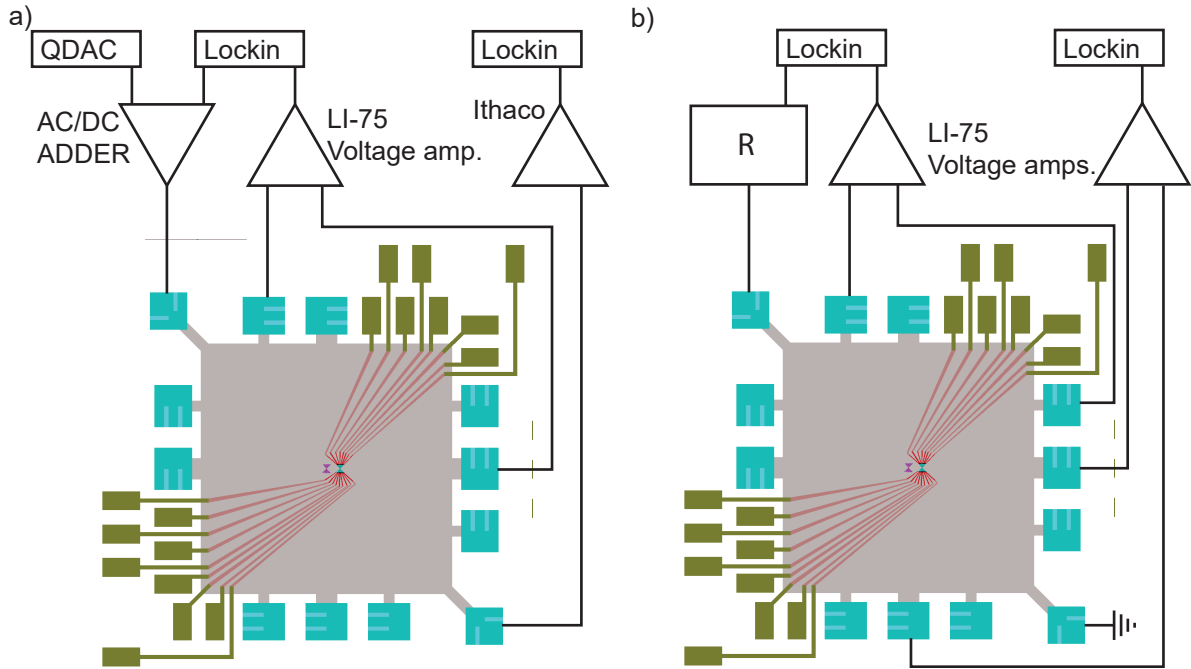 a)
QDAC
Lockin
Lockin
AC/DC
ADDER
LI-75
Voltage amp.
Ithaco
b)
Lockin
Lockin
R
LI-75
Voltage amps.